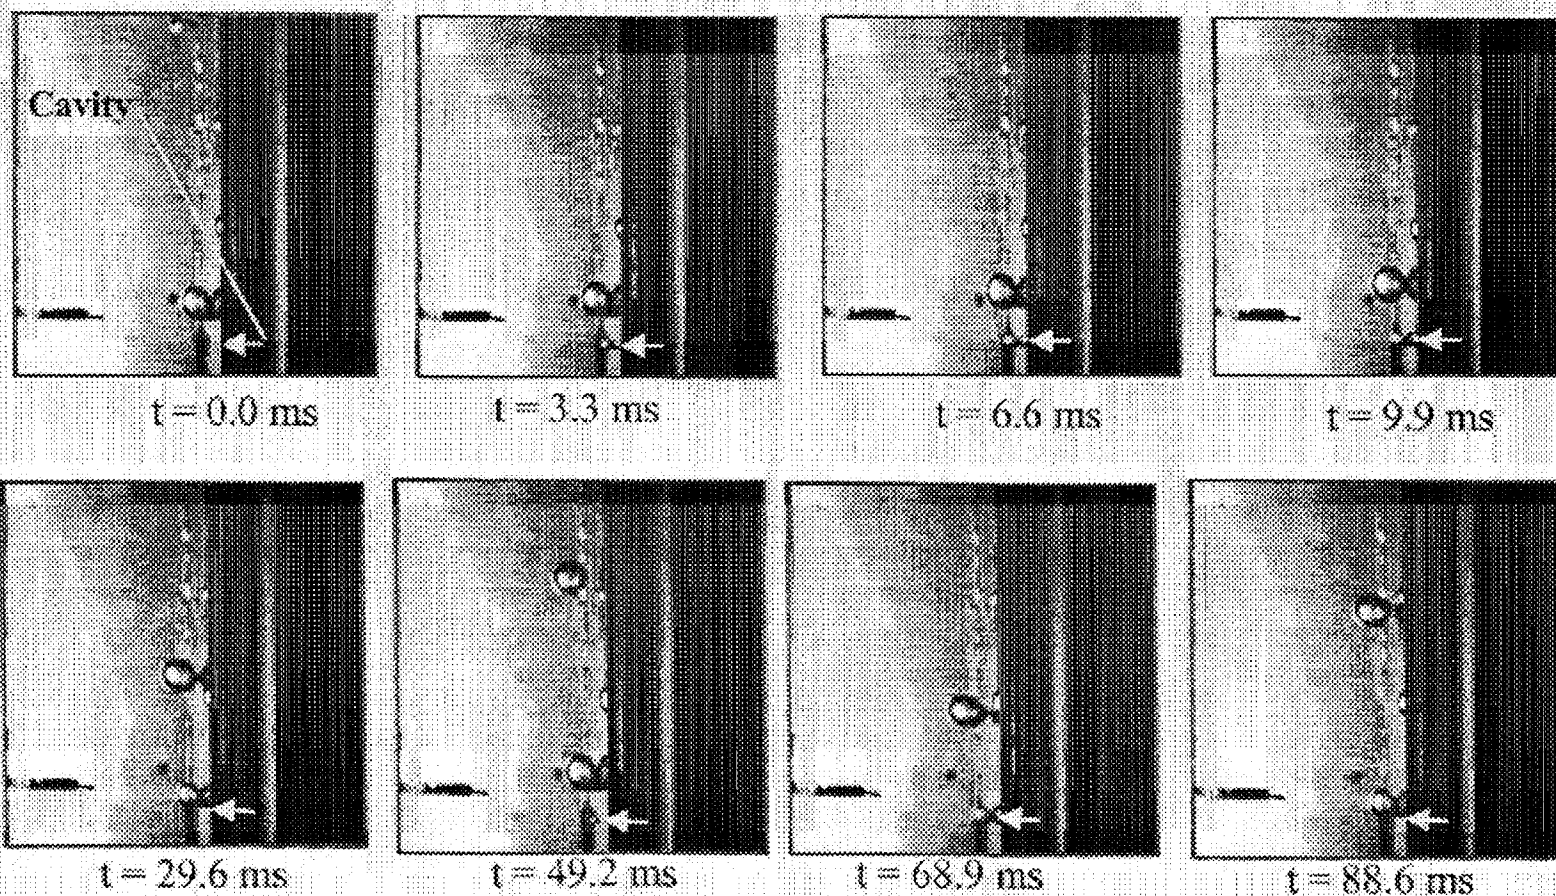 Cavity
t = 0.0 ms
t = 3.3 ms
t = 6.6 ms
t = 9.9 ms
t = 29.6 ms
t = 49.2 ms
t = 68.9 ms
t = 88.6 ms